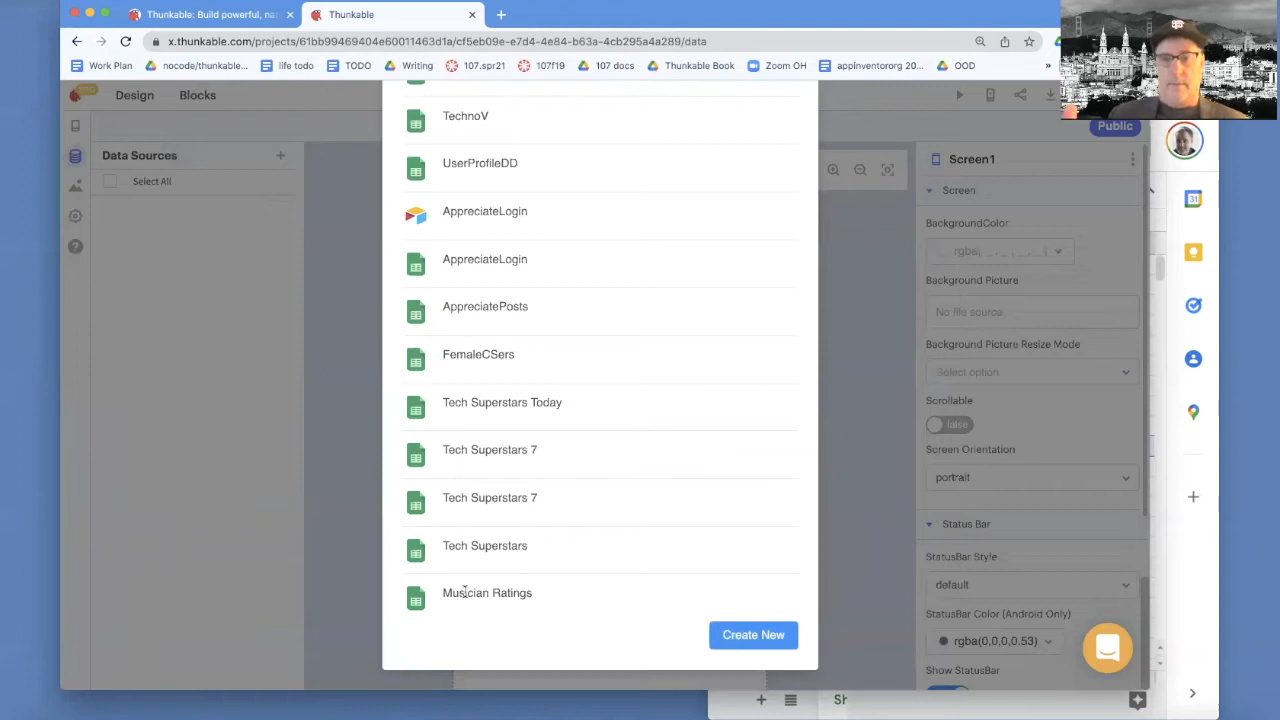 Thunkable: Build powerful, na
Thunkable
x.thunkable.com/projects/61bb99469404e60011463d1a/cf5eb09e-e7d4-4e84-b63a-4cb295a4a289/data
Work Plan
nocode/thunkable...
life todo
TODO
Writing
107.spr21
107f19
107 docs
Thunkable Book
Zoom OH
appinventororg 20...
OOD
»
PRO
Design
Blocks
Public
Data Sources
Select All
TechnoV
UserProfileDD
AppreciateLogin
AppreciateLogin
AppreciatePosts
FemaleCSers
Tech Superstars Today
Tech Superstars 7
Tech Superstars 7
Tech Superstars
Musician Ratings
Create New
Screen1
Screen
BackgroundColor
rgba(
Background Picture
No file source
Background Picture Resize Mode
Select option
Scrollable
false
Screen Orientation
portrait
Status Bar
StatusBar Style
default
StatusBar Color (Android Only)
rgba(0,0,0,0.53)
Show StatusBar
31
Sh